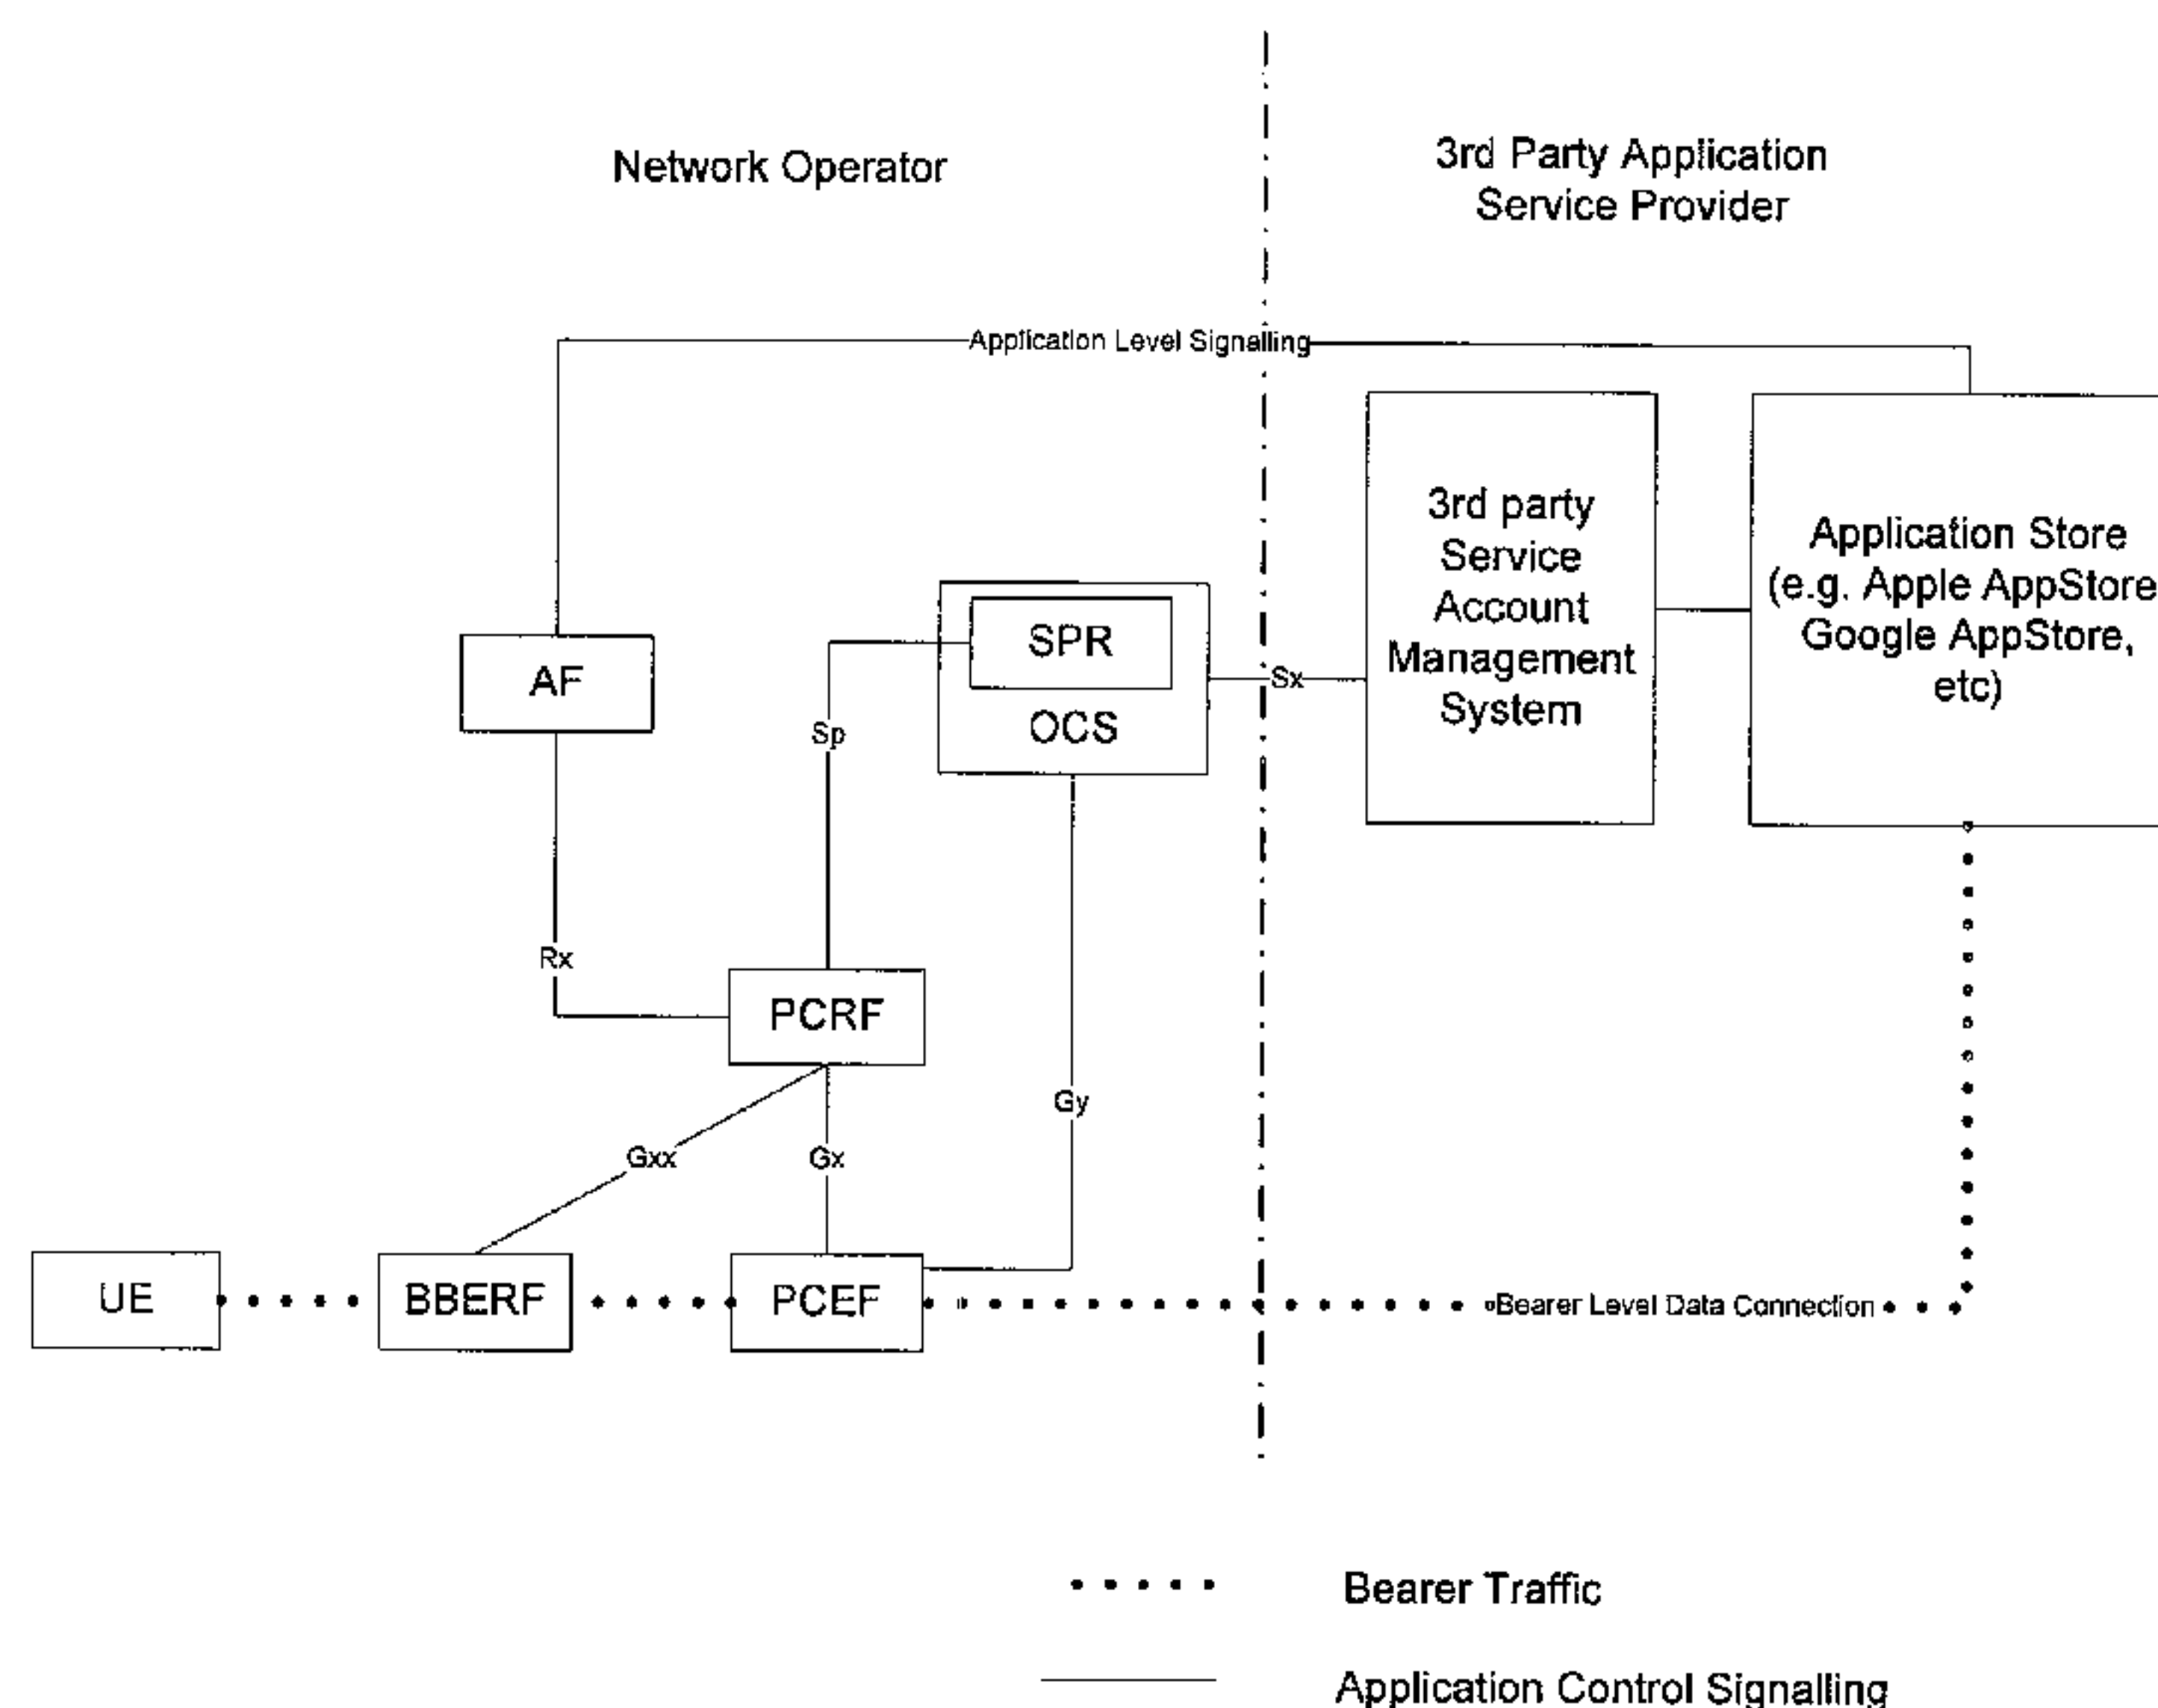 Network Operator
3rd Party Application
Service Provider
Application Level Signalling
3rd party
Service
Account
Management
System
Application Store
(e.g. Apple AppStore
Google AppStore,
etc)
SPR
OCS
AF
Sx
Sp
Rx
PCRF
Gy
Gxx
Gx
UE
BBERF
PCEF
Bearer Level Data Connection
Bearer Traffic
Application Control Signalling